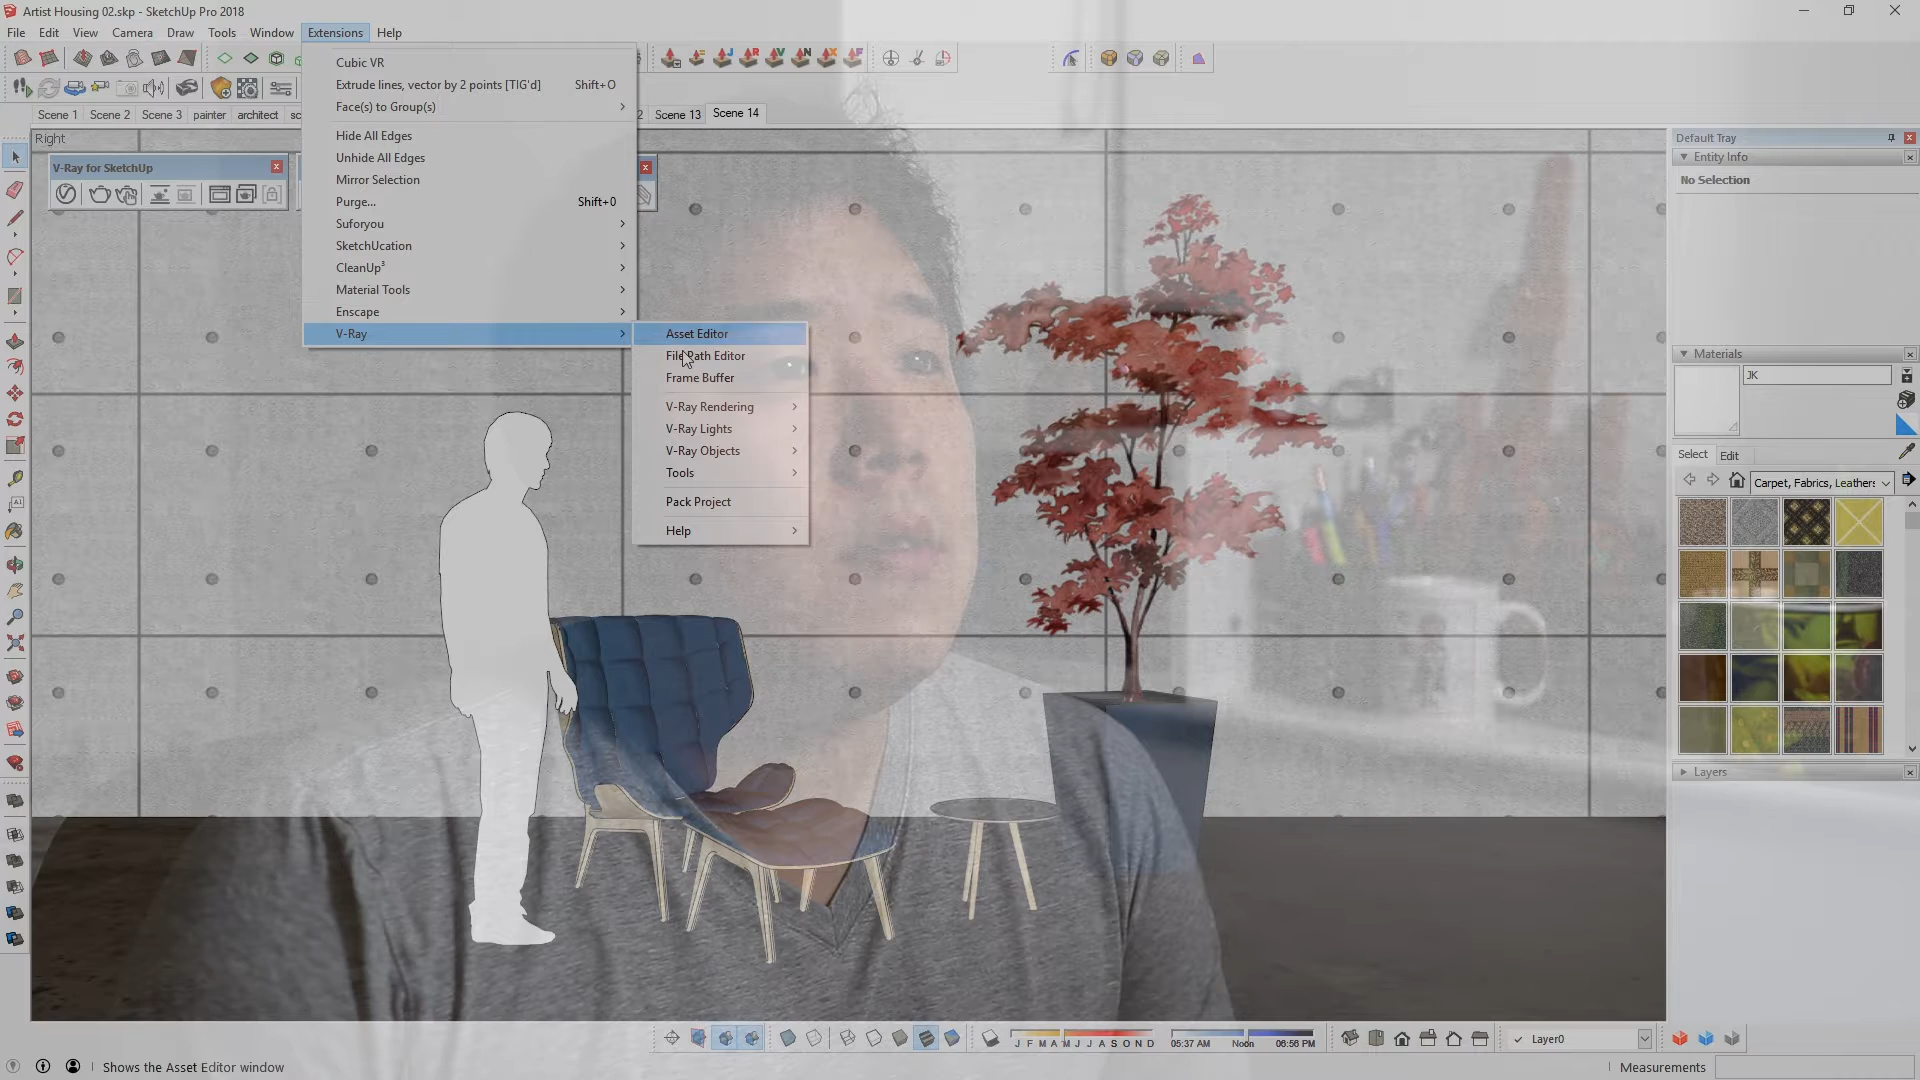 Artist Housing 02.skp - SketchUp Pro 2018
File Edit View Camera Draw Tools Window Extensions Help
Cubic VR
Extrude lines, vector by 2 points [TIG'd] Shift+O
Face(s) to Group(s)
Hide All Edges
Unhide All Edges
Mirror Selection
Purge... Shift+0
Suforyou
SketchUcation
CleanUp³
Material Tools
Enscape
V-Ray
Asset Editor
File Path Editor
Frame Buffer
V-Ray Rendering
V-Ray Lights
V-Ray Objects
Tools
Pack Project
Help
Scene 1 Scene 2 Scene 3 painter architect sc
2 Scene 13 Scene 14
Right
V-Ray for SketchUp
Default Tray
Entity Info
No Selection
Materials
JK
Select Edit
Carpet, Fabrics, Leathers
Layers
J F M A M J J A S O N D
05:37 AM Noon 06:56 PM
Layer0
Shows the Asset Editor window
Measurements